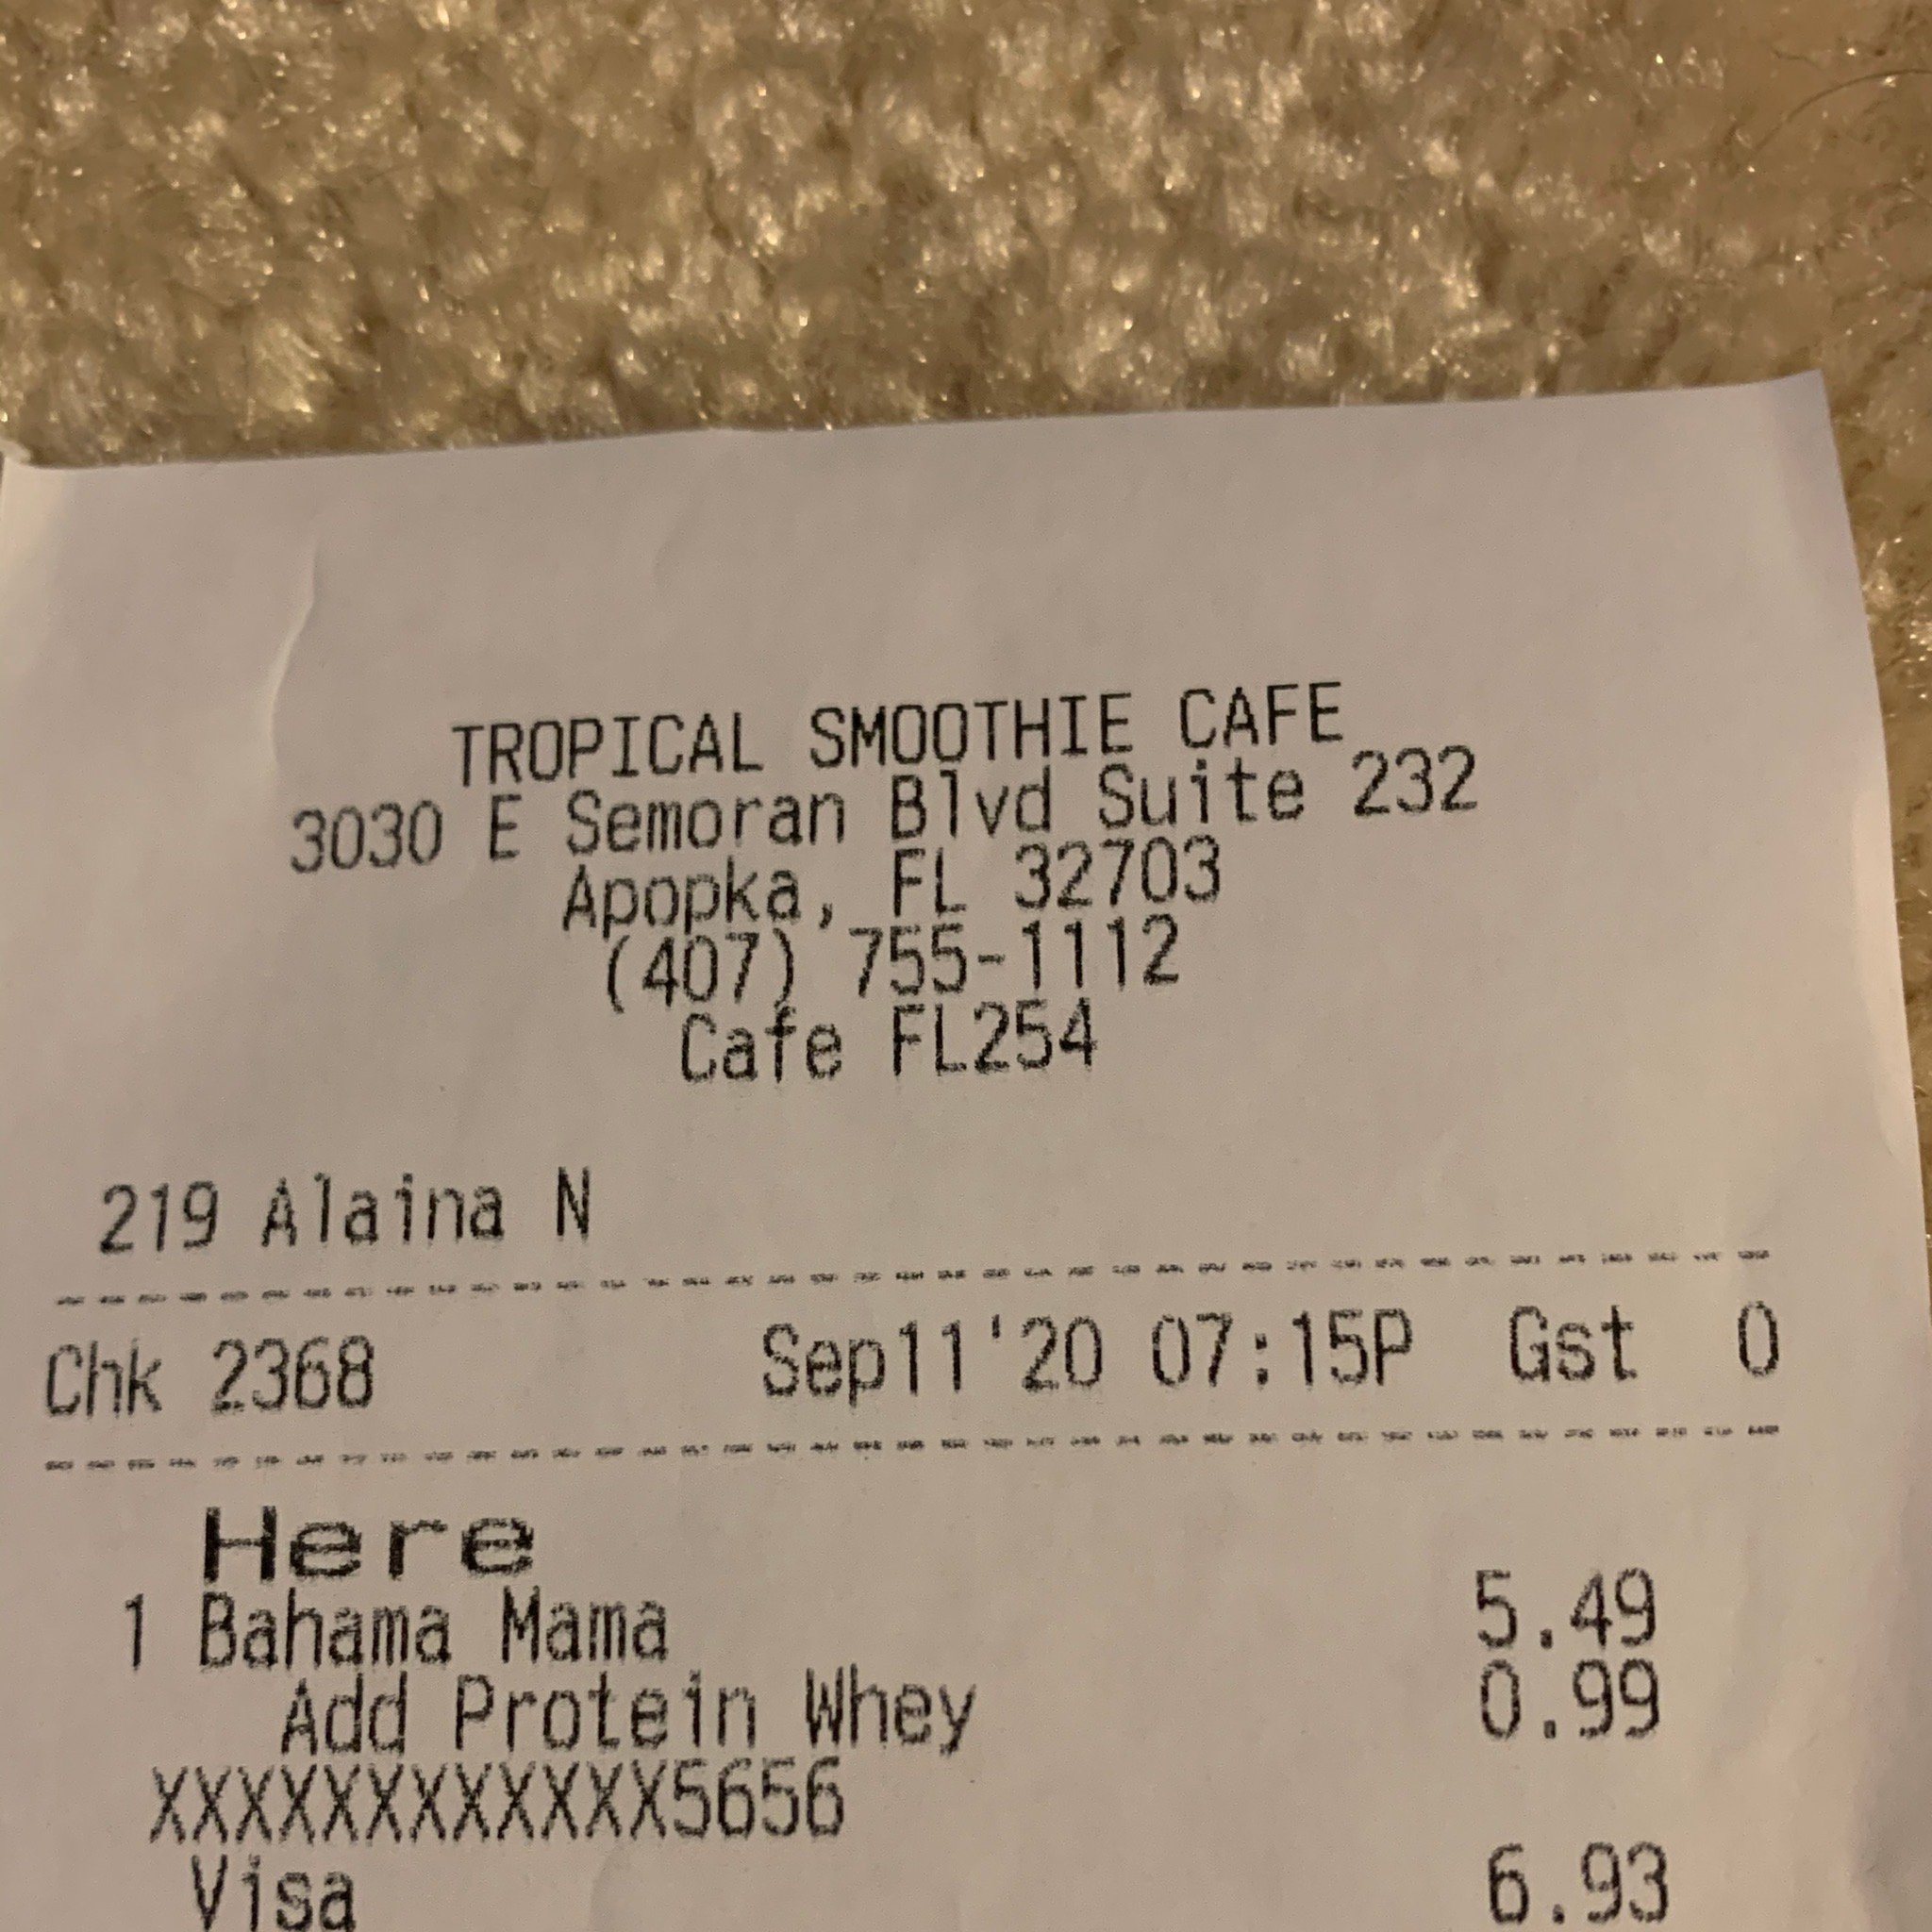 TROPICAL SMOOTHIE CAFE
3030 E Semoran Blvd Suite 232
Apopka, FL 32703
(407) 755-1112
Cafe FL254
219 Alaina N
Chk 2368 Sep11'20 07:15P Gst 0
Here
1 Bahama Mama 5.49
Add Protein Whey 0.99
XXXXXXXXXXXX5656
Visa 6.93